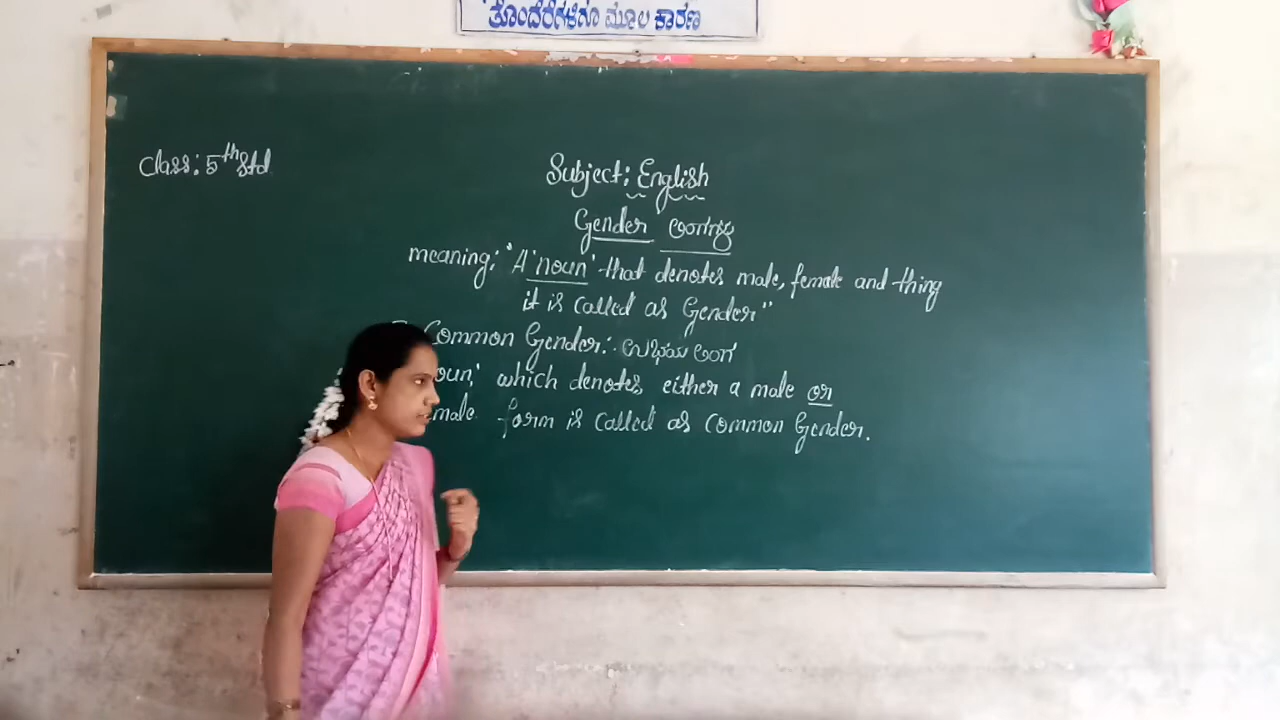 ತೊಂದರೆಗಳಿಗೂ ಮೂಲ ಕಾರಣ
Class: 5th Std
Subject: English
Gender ಲಿಂಗಗಳು
meaning: "A 'noun' that denotes male, female and thing
it is called as Gender"
Common Gender:- ಉಭಯ ಲಿಂಗ
oun, which denotes either a male or
male form is called as Common Gender.